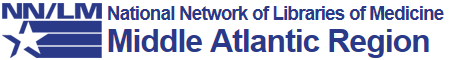 NN/LM
National Network of Libraries of Medicine
Middle Atlantic Region